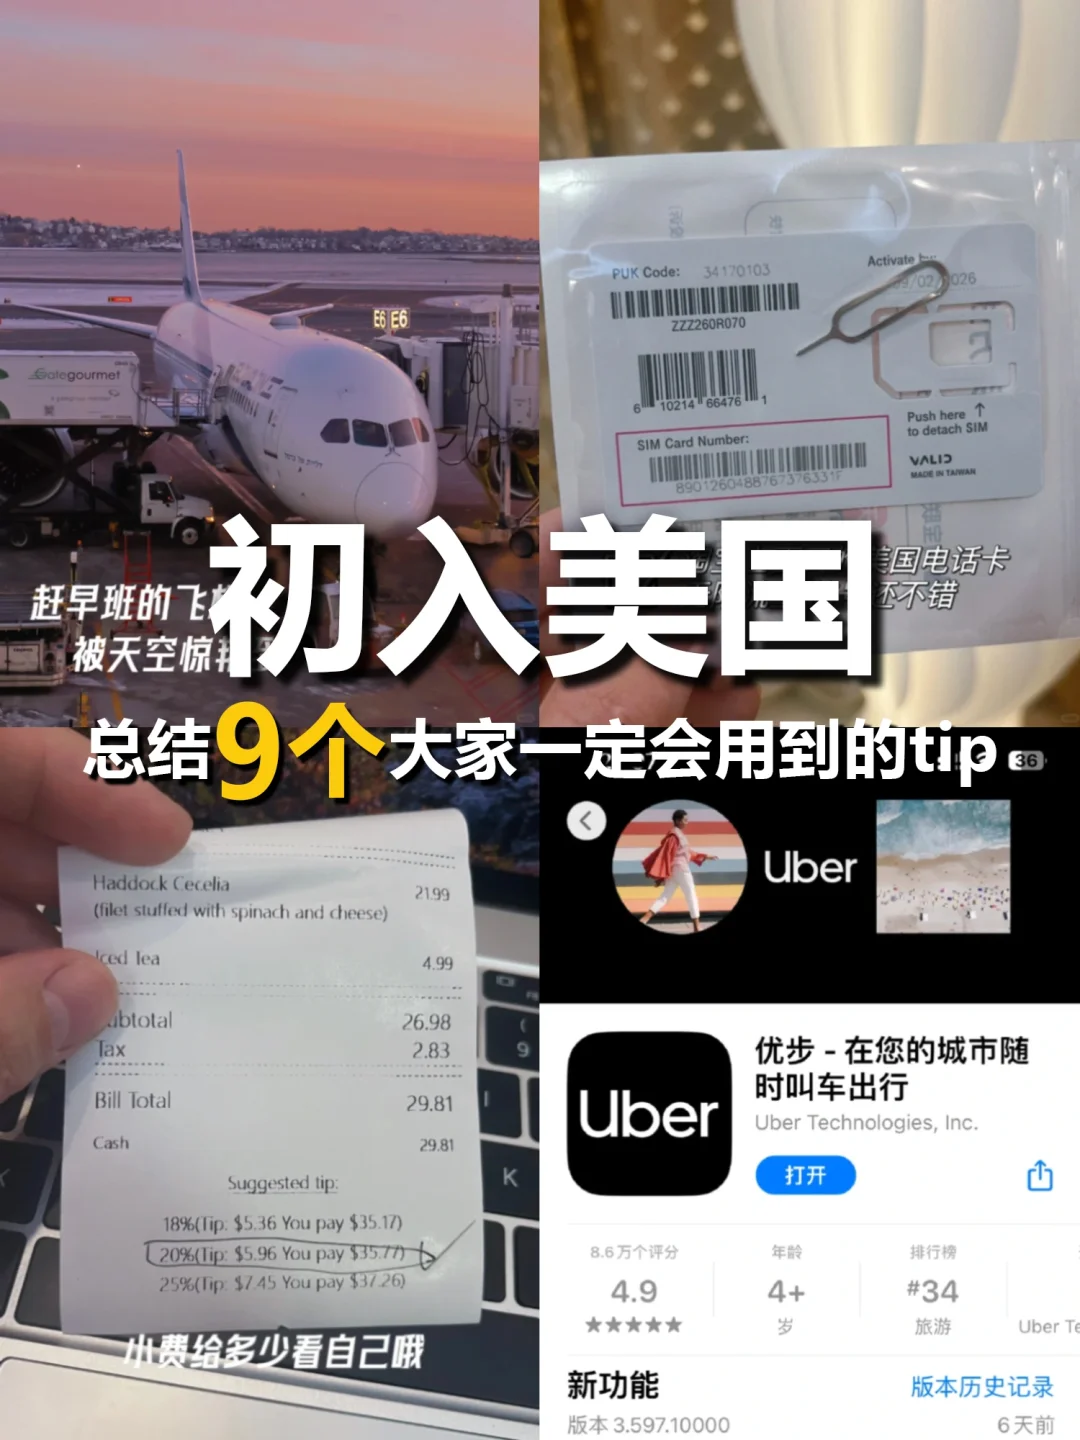 E6 E6
gategourmet
赶早班的飞
被天空惊
PUK Code: 34170103
Activate by:
09/02/2026
ZZZ260R070
6 10214 66476 1
SIM Card Number:
8901260488767376331F
Push here ↑
to detach SIM
VALID
MADE IN TAIWAN
美国电话卡
还不错
初入美国
总结9个大家一定会用到的tip
Haddock Cecelia 21.99
(filet stuffed with spinach and cheese)
Iced Tea 4.99
ubtotal 26.98
Tax 2.83
Bill Total 29.81
Cash 29.81
Suggested tip:
18%(Tip: $5.36 You pay $35.17)
20%(Tip: $5.96 You pay $35.77)
25%(Tip: $7.45 You pay $37.26)
小费给多少看自己哦
36
Uber
Uber
优步 - 在您的城市随
时叫车出行
Uber Technologies, Inc.
打开
8.6万个评分 年龄 排行榜
4.9 4+ #34
★★★★★ 岁 旅游 Uber Te
新功能 版本历史记录
版本 3.597.10000 6天前